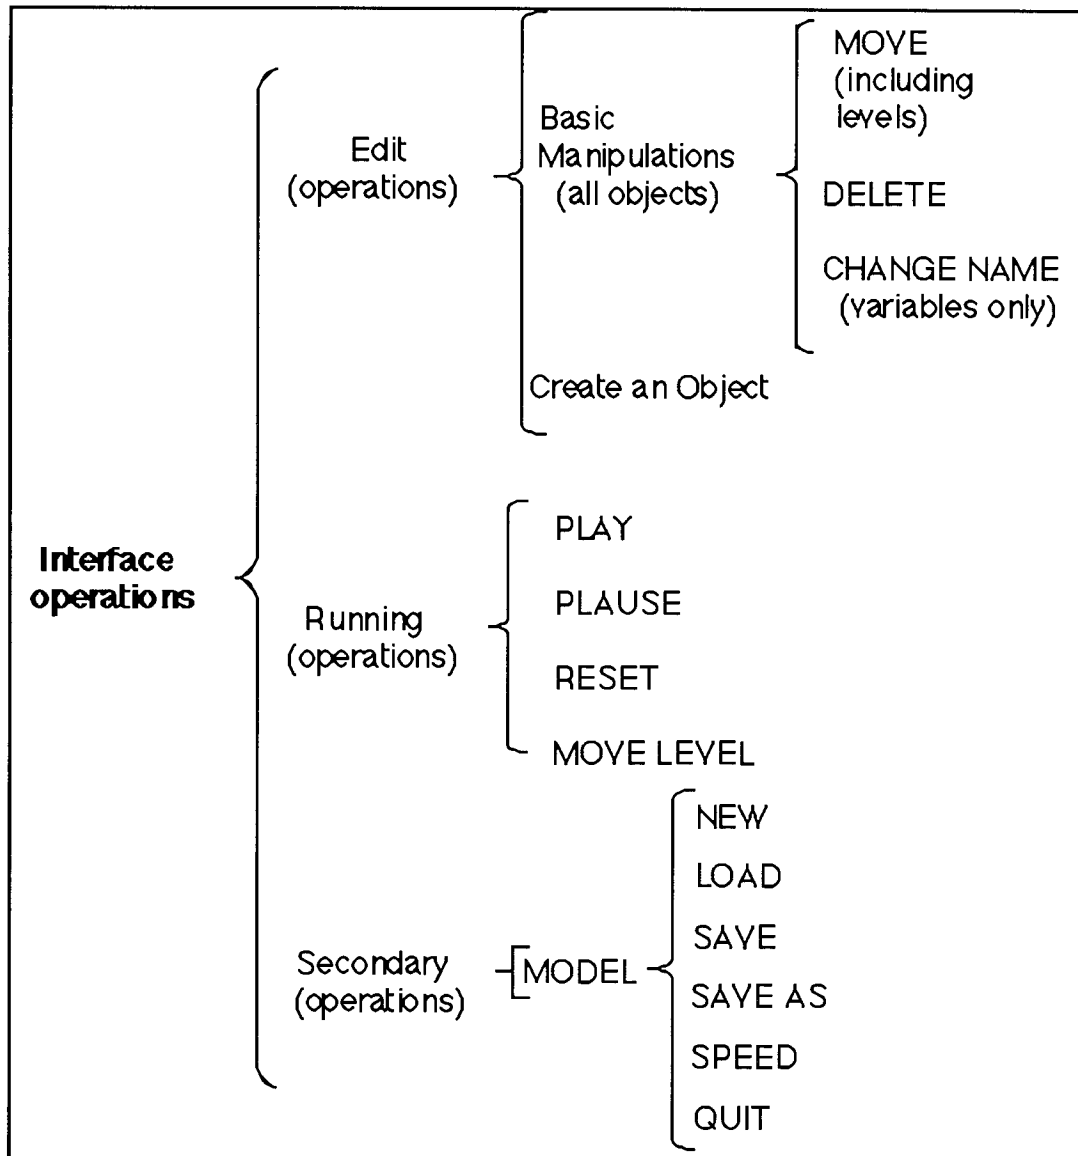 Interface
operations
Edit
(operations)
Basic
Manipulations
(all objects)
MOVE
(including
levels)
DELETE
CHANGE NAME
(variables only)
Create an Object
Running
(operations)
PLAY
PLAUSE
RESET
MOVE LEVEL
Secondary
(operations)
MODEL
NEW
LOAD
SAVE
SAVE AS
SPEED
QUIT